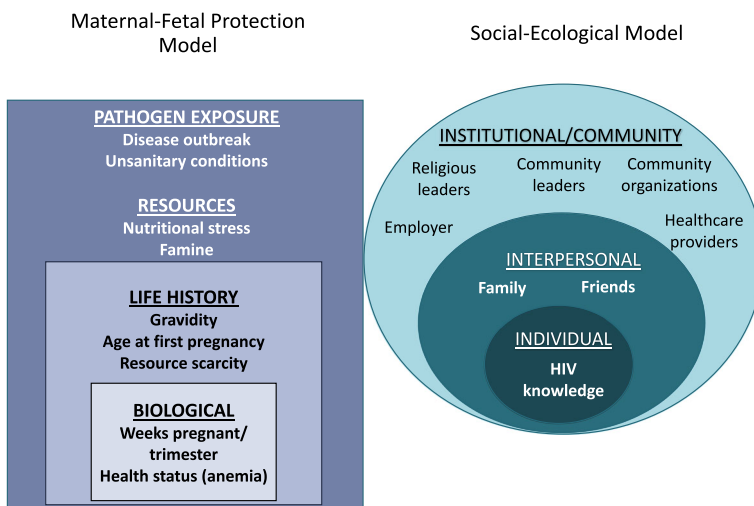 Maternal-Fetal Protection
Model
PATHOGEN EXPOSURE
Disease outbreak
Unsanitary conditions
RESOURCES
Nutritional stress
Famine
LIFE HISTORY
Gravidity
Age at first pregnancy
Resource scarcity
BIOLOGICAL
Weeks pregnant/
trimester
Health status (anemia)
Social-Ecological Model
INSTITUTIONAL/COMMUNITY
Religious
leaders
Community
leaders
Community
organizations
Employer
Healthcare
providers
INTERPERSONAL
Family
Friends
INDIVIDUAL
HIV
knowledge